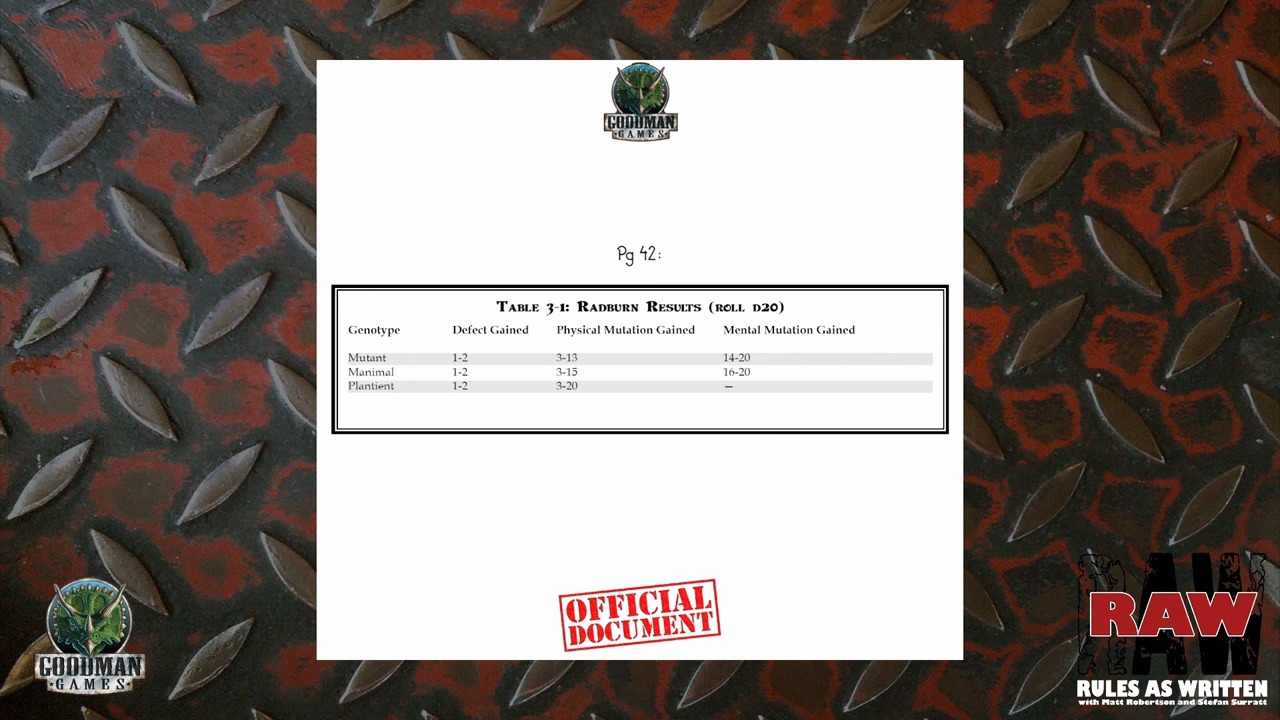 GOODMAN
GAMES
Pg 42:
Table 3-1: Radburn Results (roll d20)
Genotype Defect Gained Physical Mutation Gained Mental Mutation Gained
Mutant 1-2 3-13 14-20
Manimal 1-2 3-15 16-20
Plantient 1-2 3-20 —
OFFICIAL
DOCUMENT
GOODMAN
GAMES
RAW
RULES AS WRITTEN
with Matt Robertson and Stefan Surratt